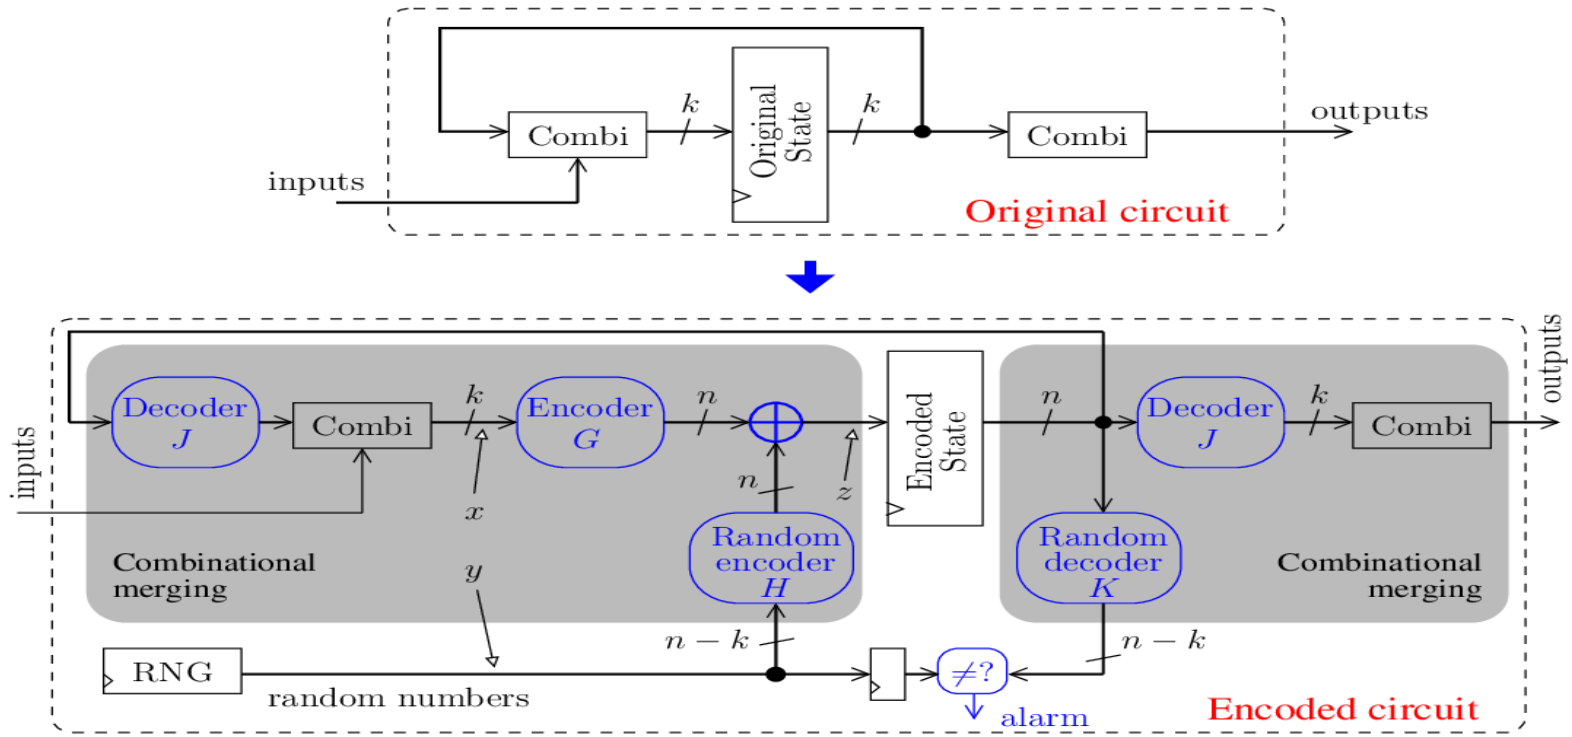 k
k
Combi
Original
State
Combi
outputs
inputs
Original circuit
Decoder
J
Combi
k
x
Encoder
G
n
n
z
Encoded
State
n
Decoder
J
k
Combi
outputs
inputs
Random
encoder
H
Random
decoder
K
Combinational
merging
Combinational
merging
y
n − k
n − k
RNG
random numbers
≠?
alarm
Encoded circuit